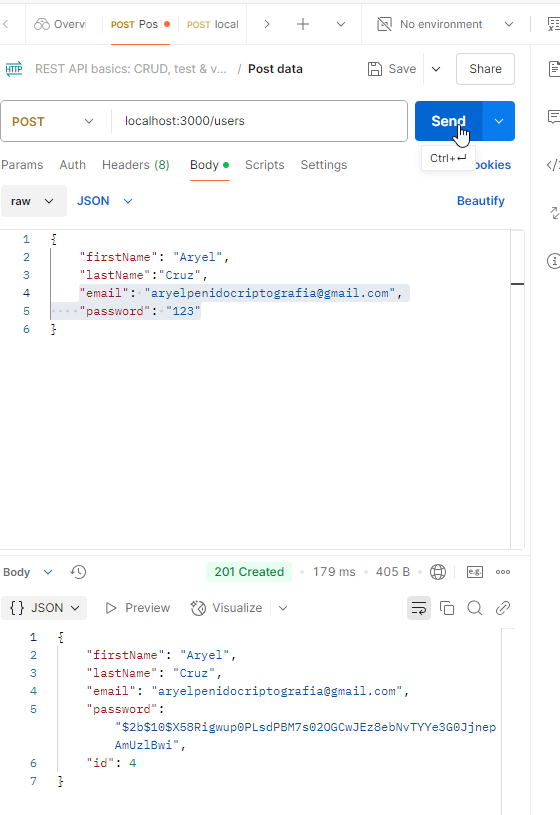 Overvi
POST Pos
POST local
No environment
HTTP
REST API basics: CRUD, test & v... / Post data
Save
Share
POST
localhost:3000/users
Send
Ctrl+↵
Params Auth Headers (8) Body Scripts Settings ookies
raw JSON Beautify
1 {
2 "firstName": "Aryel",
3 "lastName":"Cruz",
4 "email": "aryelpenidocriptografia@gmail.com",
5 "password": "123"
6 }
Body 201 Created 179 ms 405 B e.g.
{} JSON Preview Visualize
1 {
2 "firstName": "Aryel",
3 "lastName": "Cruz",
4 "email": "aryelpenidocriptografia@gmail.com",
5 "password":
"$2b$10$X58Rigwup0PLsdPBM7s02OGCwJEz8ebNvTYYe3G0Jjnep
AmUzlBwi",
6 "id": 4
7 }